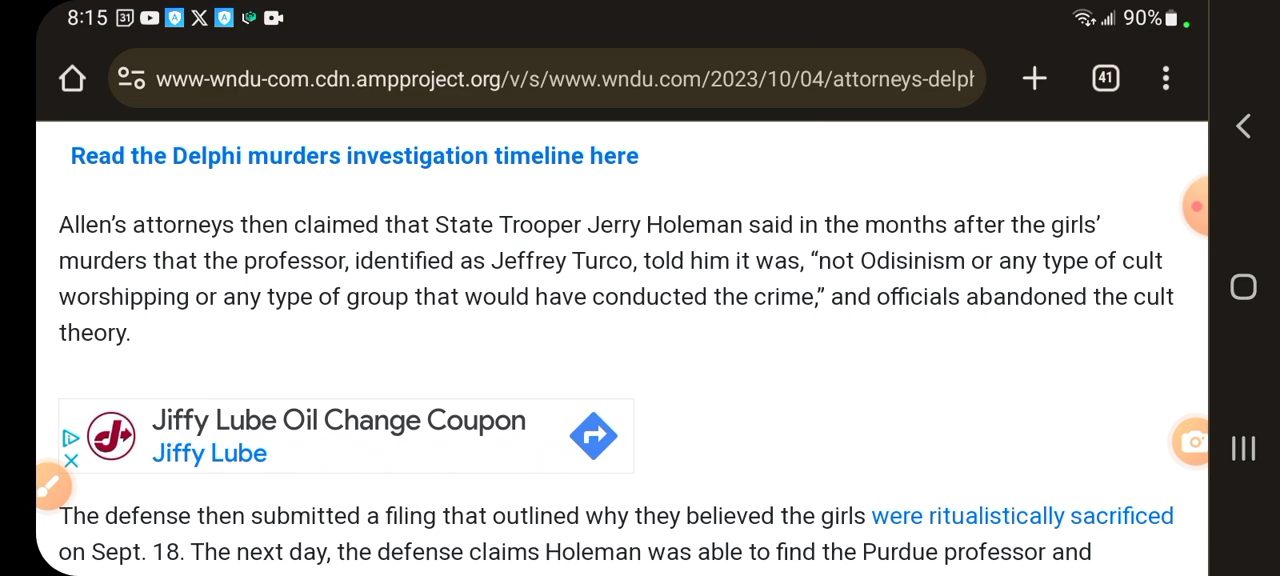 8:15 31 X 90%
www-wndu-com.cdn.ampproject.org/v/s/www.wndu.com/2023/10/04/attorneys-delph
41
Read the Delphi murders investigation timeline here
Allen’s attorneys then claimed that State Trooper Jerry Holeman said in the months after the girls’
murders that the professor, identified as Jeffrey Turco, told him it was, “not Odisinism or any type of cult
worshipping or any type of group that would have conducted the crime,” and officials abandoned the cult
theory.
Jiffy Lube Oil Change Coupon
Jiffy Lube
The defense then submitted a filing that outlined why they believed the girls were ritualistically sacrificed
on Sept. 18. The next day, the defense claims Holeman was able to find the Purdue professor and